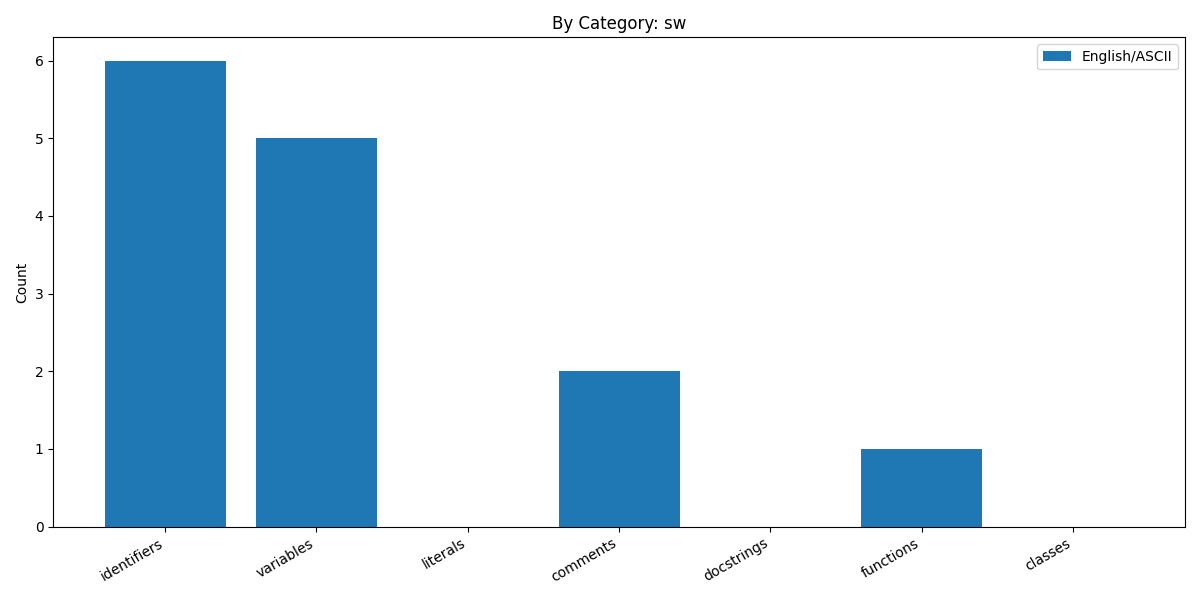 By Category: sw
English/ASCII
Count
6
5
4
3
2
1
0
identifiers
variables
literals
comments
docstrings
functions
classes